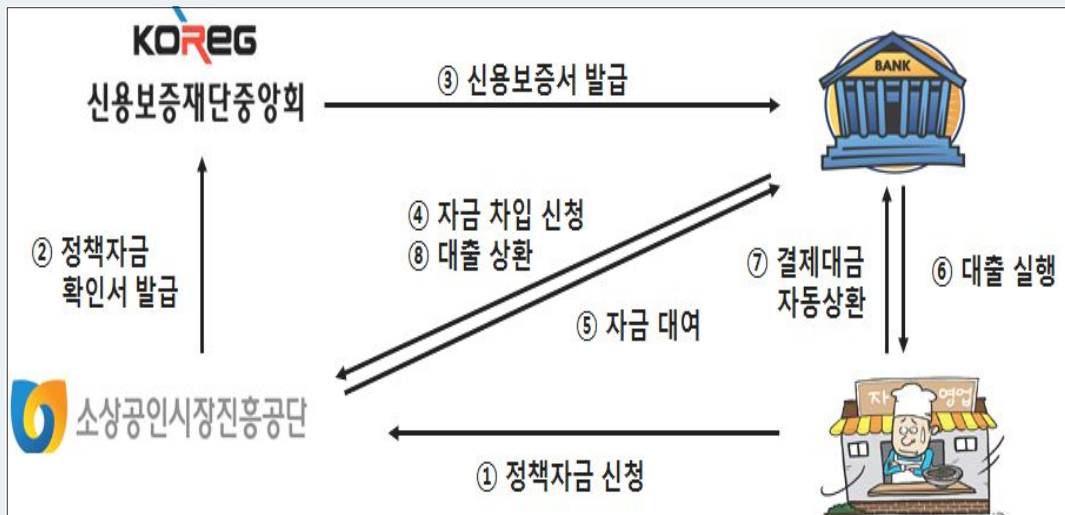 KOREG
신용보증재단중앙회
③ 신용보증서 발급
BANK
② 정책자금
확인서 발급
④ 자금 차입 신청
⑧ 대출 상환
⑤ 자금 대여
⑦ 결제대금
자동상환
⑥ 대출 실행
소상공인시장진흥공단
① 정책자금 신청
자 영업